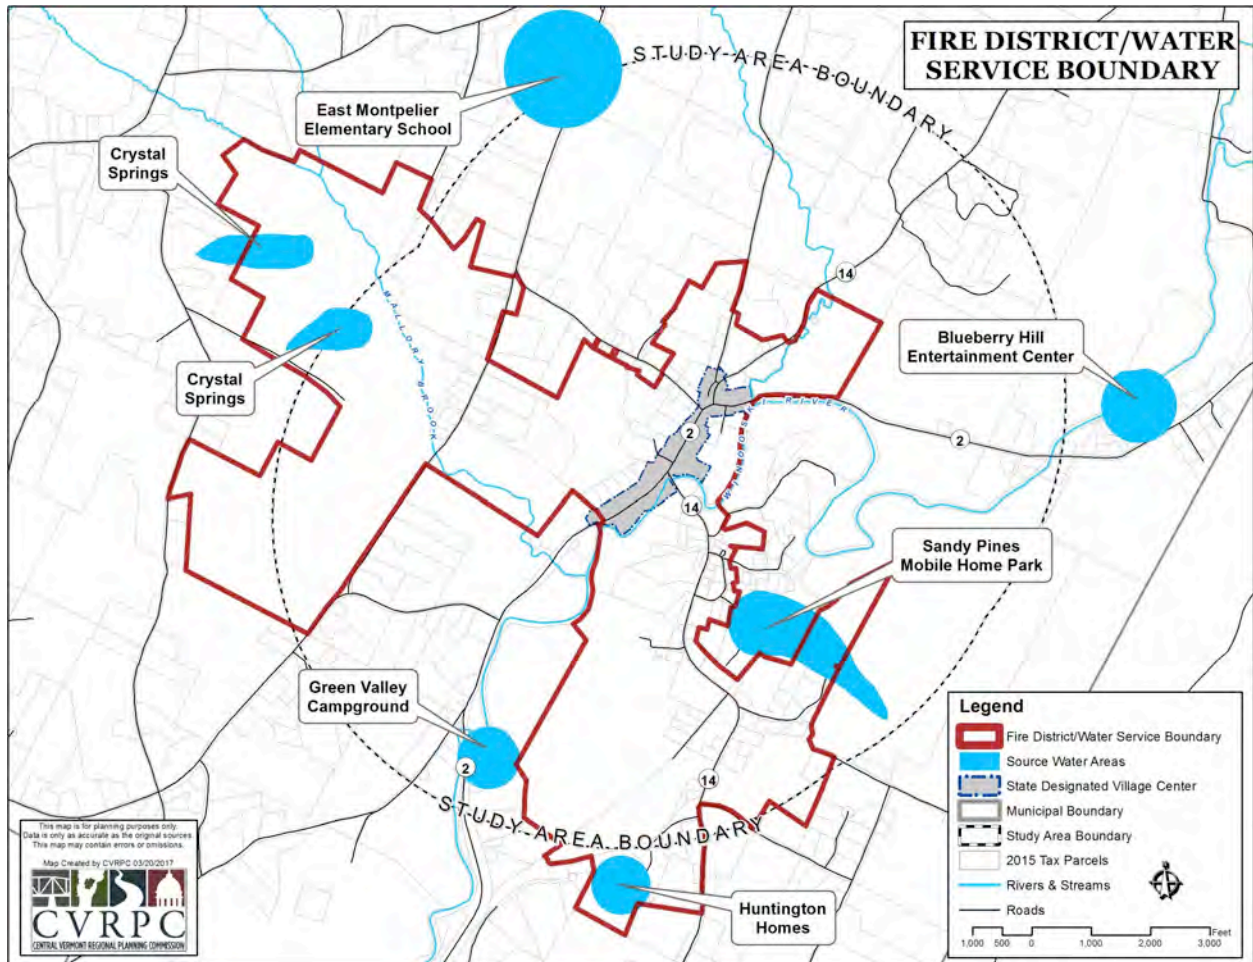 FIRE DISTRICT/WATER
SERVICE BOUNDARY
STUDY AREA BOUNDARY
East Montpelier
Elementary School
Crystal
Springs
14
Blueberry Hill
Entertainment Center
MALLORY BROOK
Crystal
Springs
WINOOSKI RIVER
2
2
14
Sandy Pines
Mobile Home Park
Green Valley
Campground
2
14
STUDY AREA BOUNDARY
Huntington
Homes
Legend
Fire District/Water Service Boundary
Source Water Areas
State Designated Village Center
Municipal Boundary
Study Area Boundary
2015 Tax Parcels
Rivers & Streams
Roads
Feet
1,000 500 0 1,000 2,000 3,000
This map is for planning purposes only.
Data is only as accurate as the original sources.
This map may contain errors or omissions.
Map Created by CVRPC 03/20/2017
CVRPC
CENTRAL VERMONT REGIONAL PLANNING COMMISSION